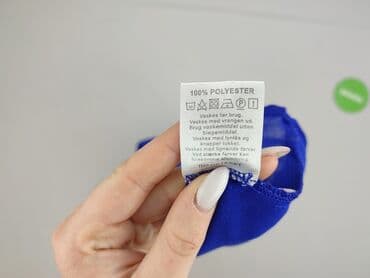 100% POLYESTER
Vaskes før brug.
Vaskes med vrangen ud.
Brug vaskemiddel uden
blegemiddel.
Vaskes med lynlås og
knapper lukket.
Vaskes med lignende farver.
Ved stærke farver kan